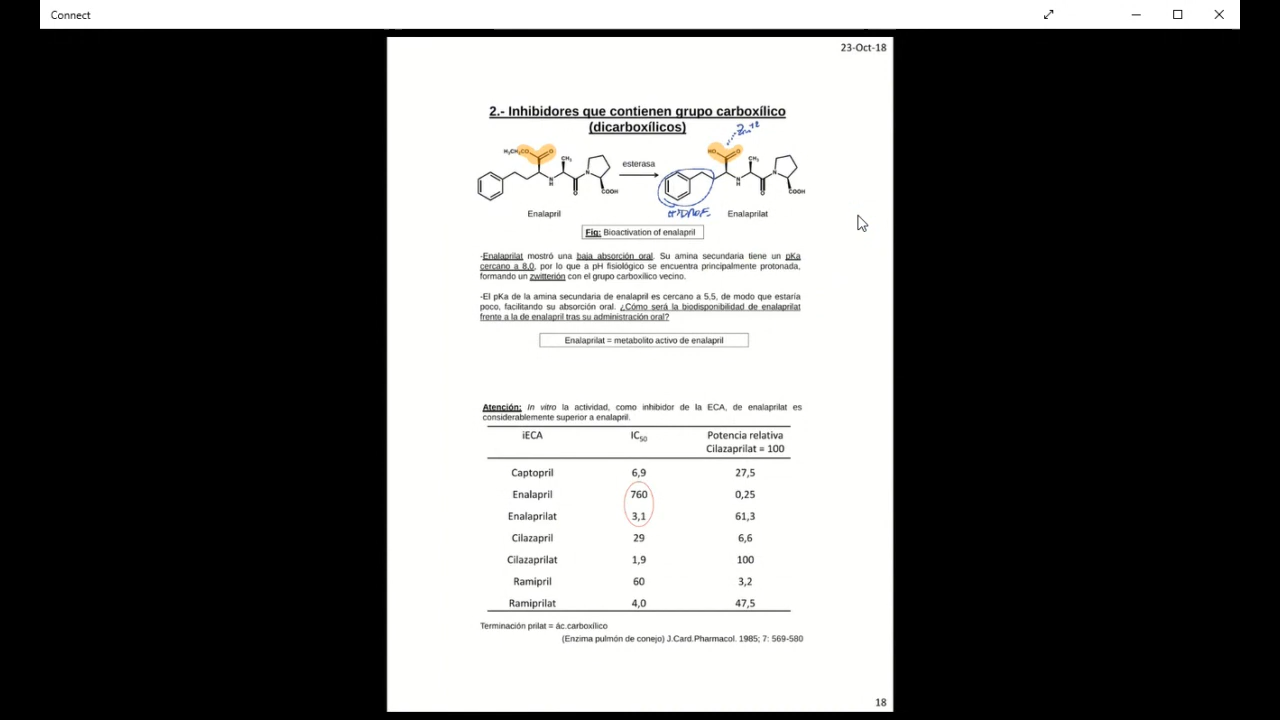 Connect
23-Oct-18
2.- Inhibidores que contienen grupo carboxílico
(dicarboxílicos)
Zn+2
H₃CH₂CO
O
CH₃
N
H
N
O
COOH
esterasa
HO
O
CH₃
N
H
N
O
COOH
HIDROF.
Enalapril
Enalaprilat
Fig: Bioactivation of enalapril
-Enalaprilat mostró una baja absorción oral. Su amina secundaria tiene un pKa
cercano a 8,0, por lo que a pH fisiológico se encuentra principalmente protonada,
formando un zwitterión con el grupo carboxílico vecino.
-El pKa de la amina secundaria de enalapril es cercano a 5,5, de modo que estaría
poco, facilitando su absorción oral. ¿Cómo será la biodisponibilidad de enalaprilat
frente a la de enalapril tras su administración oral?
Enalaprilat = metabolito activo de enalapril
Atención: In vitro la actividad, como inhibidor de la ECA, de enalaprilat es
considerablemente superior a enalapril.
iECA IC50 Potencia relativa
Cilazaprilat = 100
Captopril 6,9 27,5
Enalapril 760 0,25
Enalaprilat 3,1 61,3
Cilazapril 29 6,6
Cilazaprilat 1,9 100
Ramipril 60 3,2
Ramiprilat 4,0 47,5
Terminación prilat = ác.carboxílico
(Enzima pulmón de conejo) J.Card.Pharmacol. 1985; 7: 569-580
18